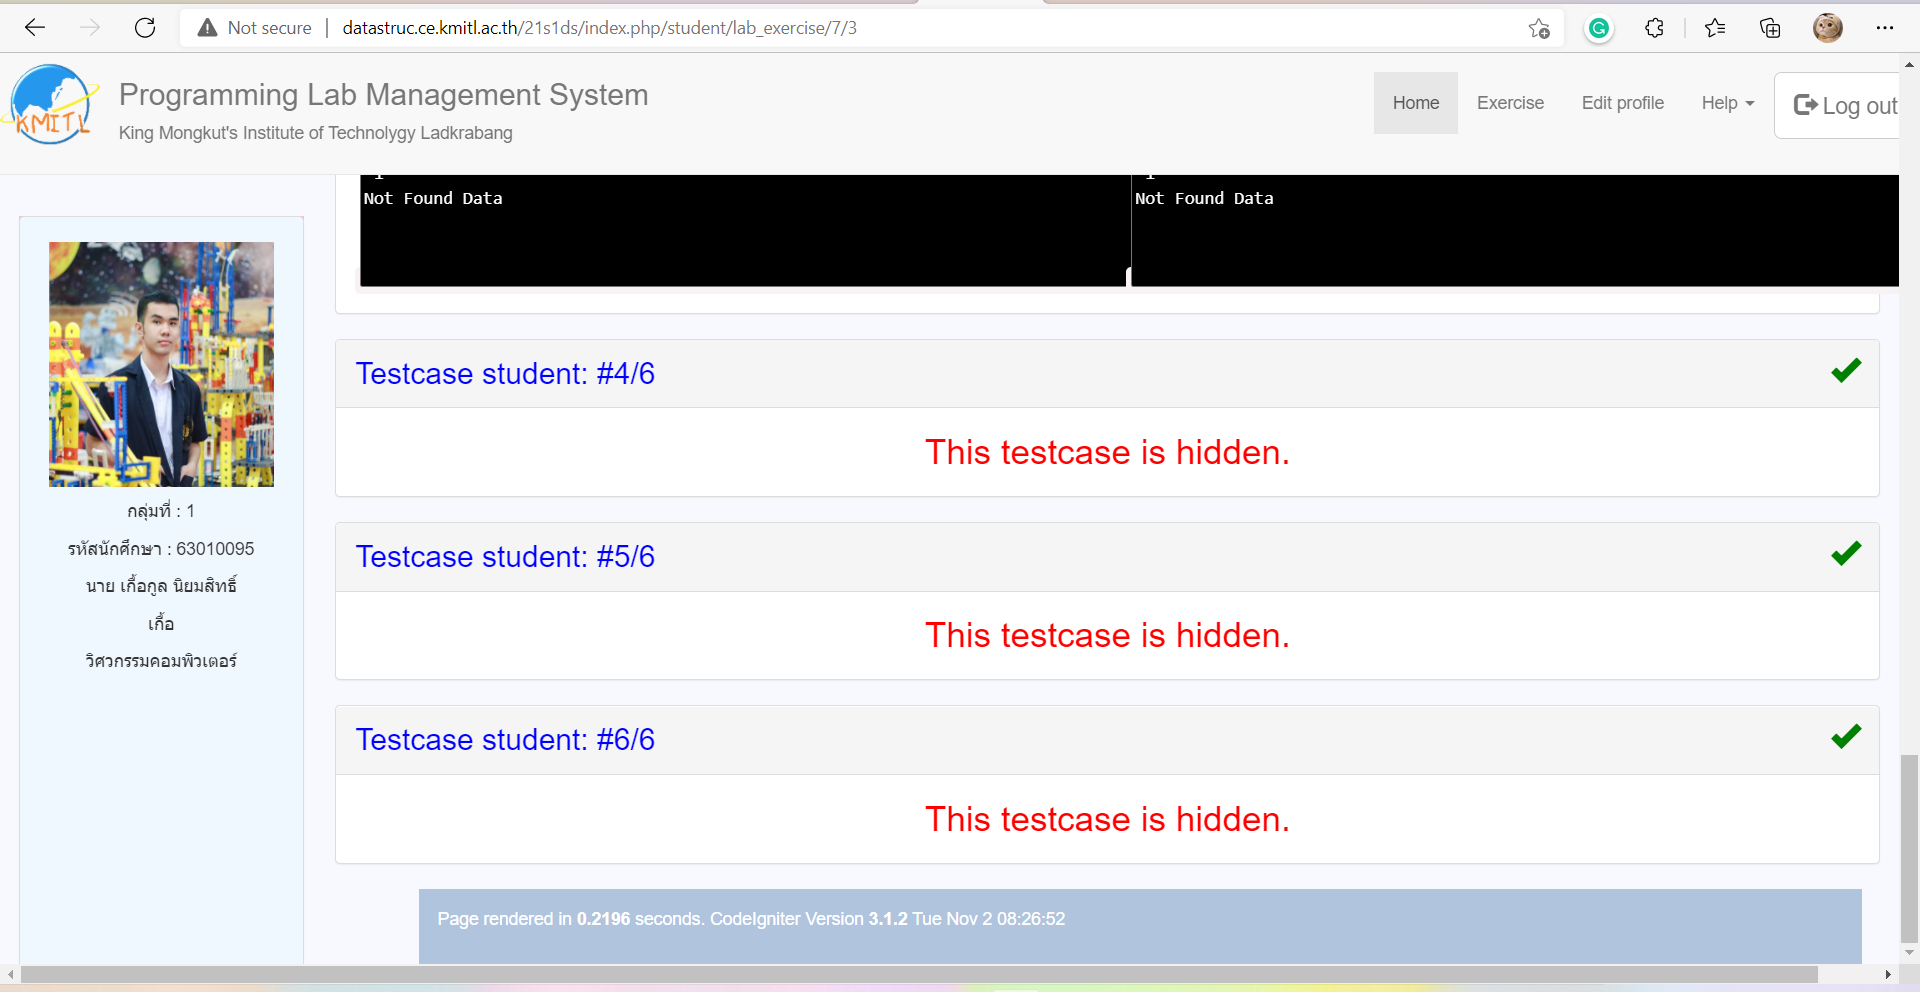 Not secure | datastruc.ce.kmitl.ac.th/21s1ds/index.php/student/lab_exercise/7/3
KMITL
Programming Lab Management System
King Mongkut's Institute of Technolygy Ladkrabang
Home Exercise Edit profile Help Log out
Not Found Data Not Found Data
Testcase student: #4/6
This testcase is hidden.
Testcase student: #5/6
This testcase is hidden.
Testcase student: #6/6
This testcase is hidden.
กลุ่มที่ : 1
รหัสนักศึกษา : 63010095
นาย เกื้อกูล นิยมสิทธิ์
เกื้อ
วิศวกรรมคอมพิวเตอร์
Page rendered in 0.2196 seconds. CodeIgniter Version 3.1.2 Tue Nov 2 08:26:52